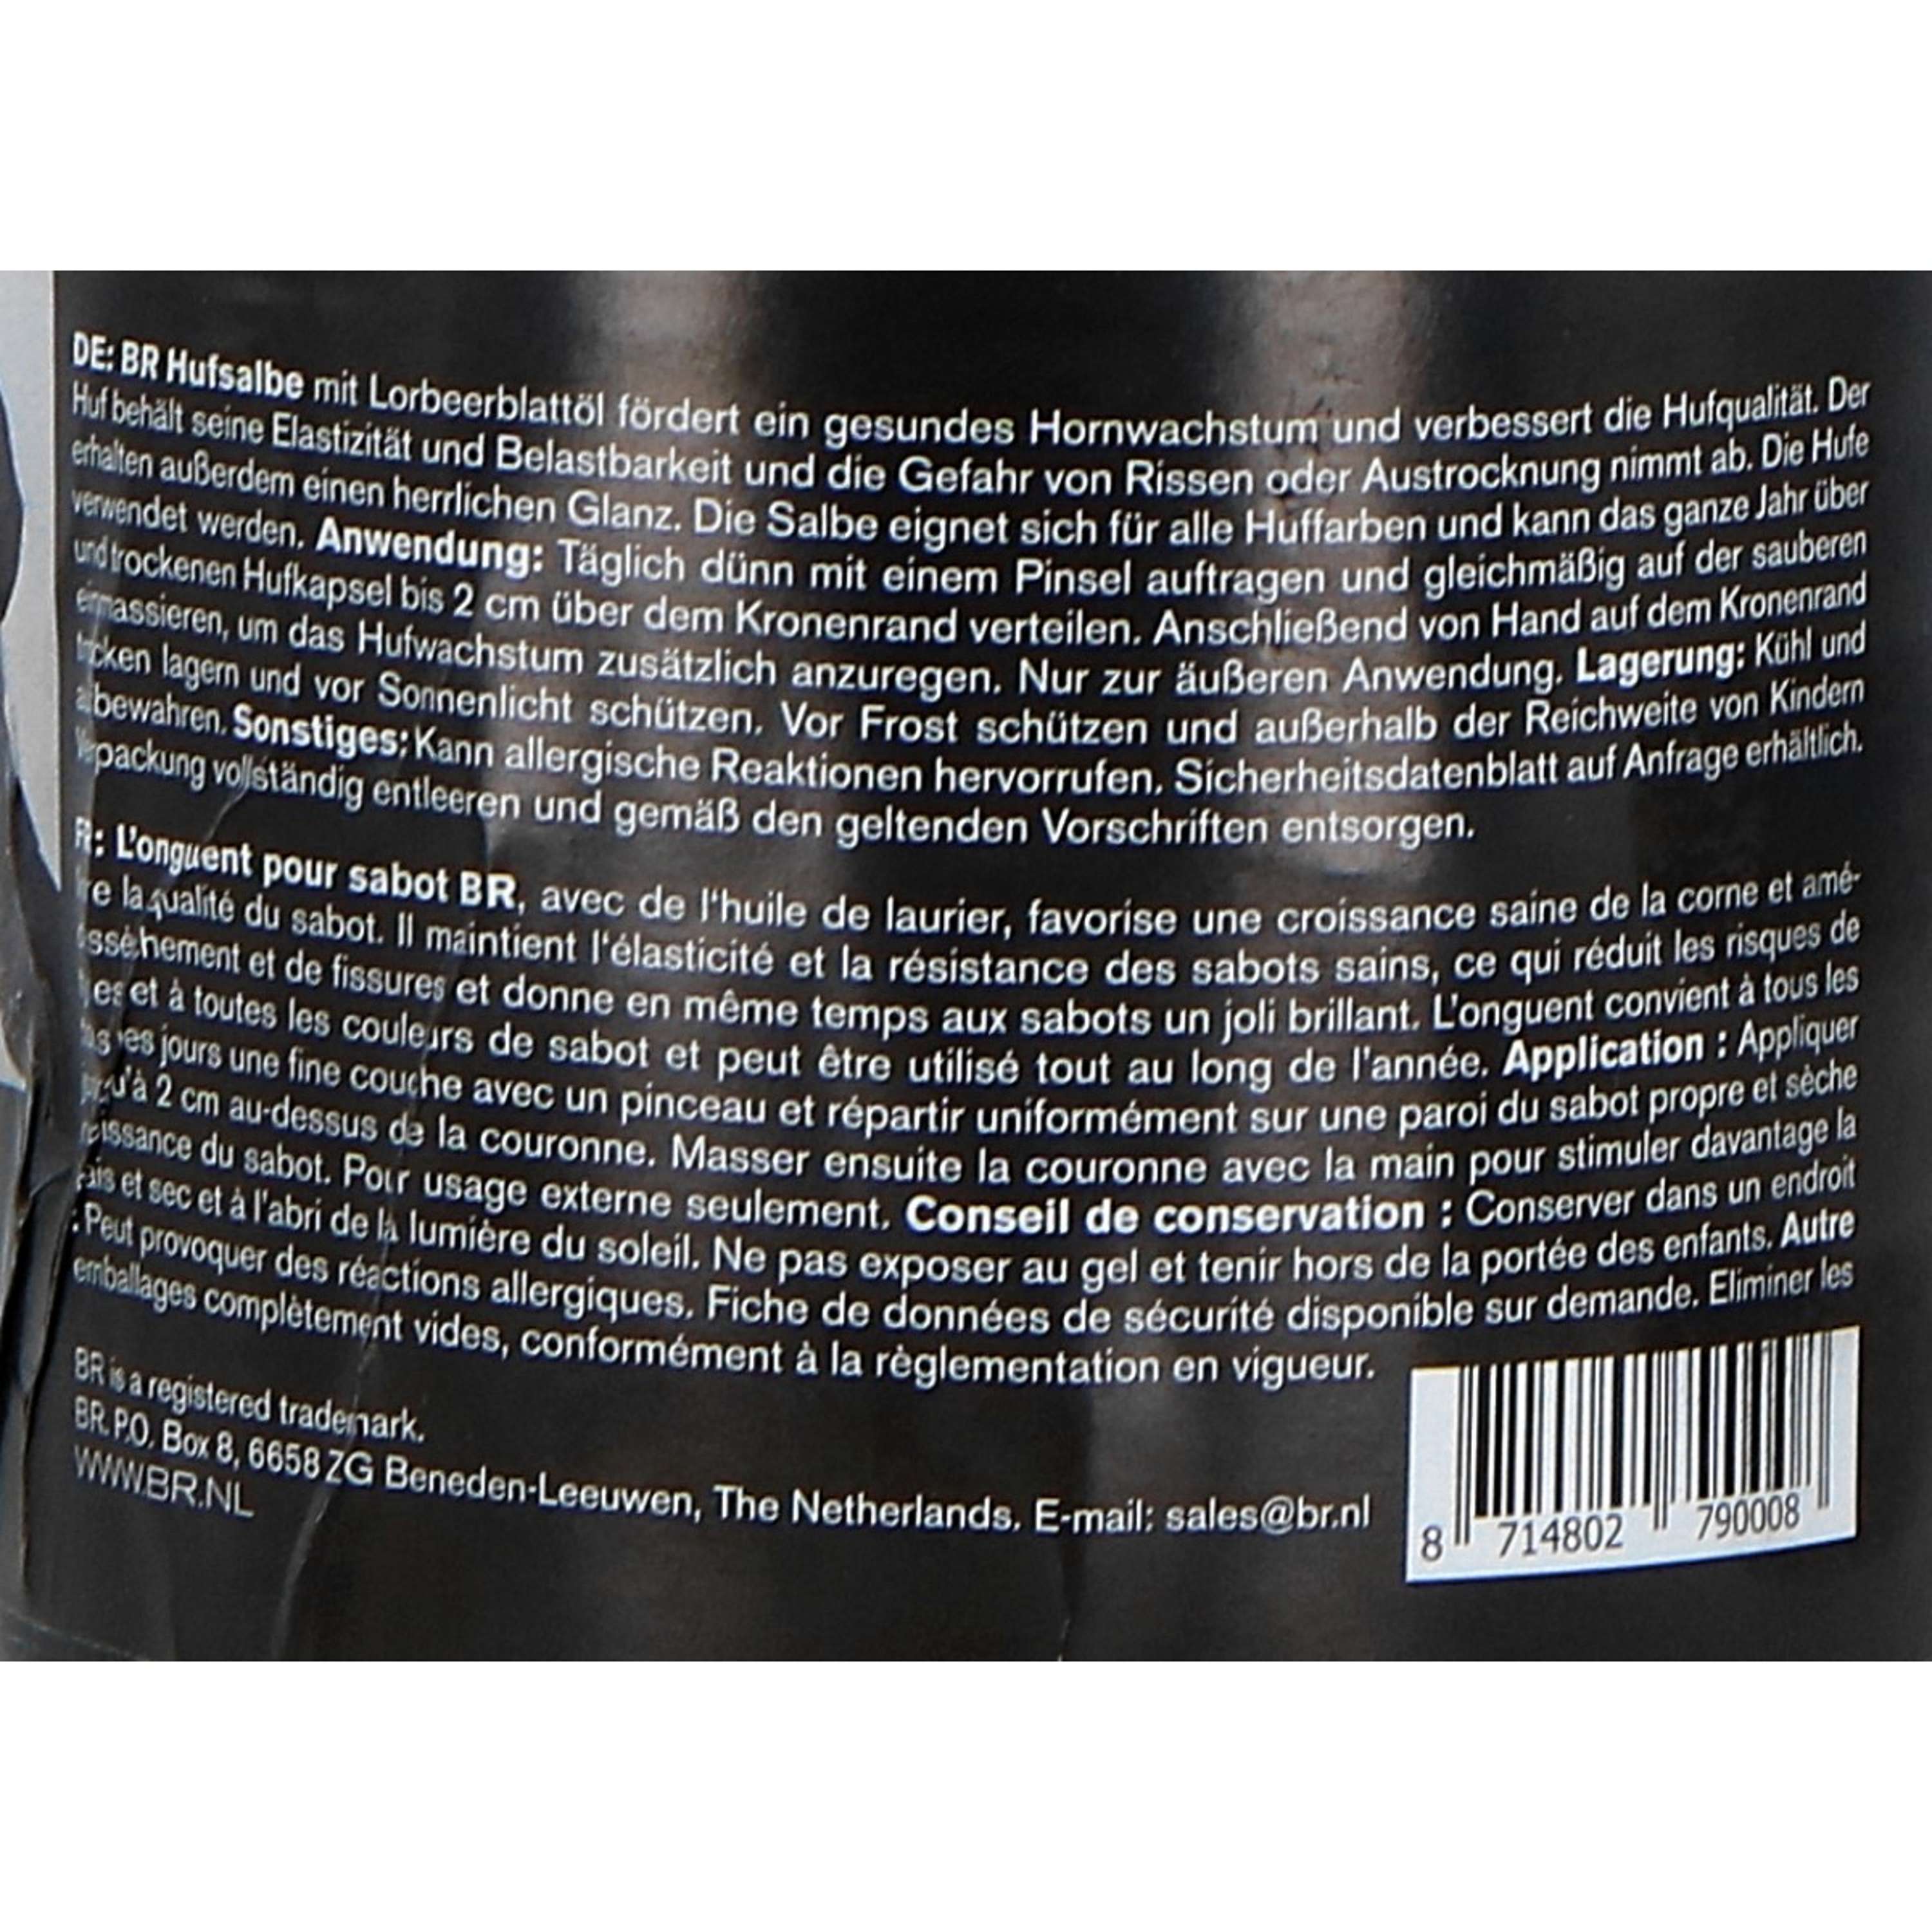 DE: BR Hufsalbe mit Lorbeerblattöl fördert ein gesundes Hornwachstum und verbessert die Hufqualität. Der
Huf behält seine Elastizität und Belastbarkeit und die Gefahr von Rissen oder Austrocknung nimmt ab. Die Hufe
erhalten außerdem einen herrlichen Glanz. Die Salbe eignet sich für alle Huffarben und kann das ganze Jahr über
verwendet werden. Anwendung: Täglich dünn mit einem Pinsel auftragen und gleichmäßig auf der sauberen
und trockenen Hufkapsel bis 2 cm über dem Kronenrand verteilen. Anschließend von Hand auf dem Kronenrand
einmassieren, um das Hufwachstum zusätzlich anzuregen. Nur zur äußeren Anwendung. Lagerung: Kühl und
trocken lagern und vor Sonnenlicht schützen. Vor Frost schützen und außerhalb der Reichweite von Kindern
bewahren. Sonstiges: Kann allergische Reaktionen hervorrufen. Sicherheitsdatenblatt auf Anfrage erhältlich.
Verpackung vollständig entleeren und gemäß den geltenden Vorschriften entsorgen.
FR: L'onguent pour sabot BR, avec de l'huile de laurier, favorise une croissance saine de la corne et amé-
la qualité du sabot. Il maintient l'élasticité et la résistance des sabots sains, ce qui réduit les risques de
et de fissures et donne en même temps aux sabots un joli brillant. L'onguent convient à tous les
et à toutes les couleurs de sabot et peut être utilisé tout au long de l'année. Application : Appliquer
jours une fine couche avec un pinceau et répartir uniformément sur une paroi du sabot propre et sèche
jusqu'à 2 cm au-dessus de la couronne. Masser ensuite la couronne avec la main pour stimuler davantage la
croissance du sabot. Pour usage externe seulement. Conseil de conservation : Conserver dans un endroit
frais et sec et à l'abri de la lumière du soleil. Ne pas exposer au gel et tenir hors de la portée des enfants. Autre
: Peut provoquer des réactions allergiques. Fiche de données de sécurité disponible sur demande. Eliminer les
emballages complètement vides, conformément à la règlementation en vigueur.
BR is a registered trademark.
BR. P.O. Box 8, 6658 ZG Beneden-Leeuwen, The Netherlands. E-mail: sales@br.nl
WWW.BR.NL
8 714802 790008